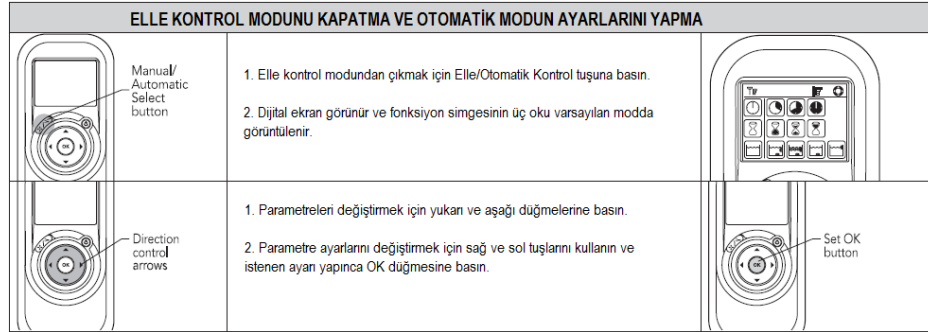 ELLE KONTROL MODUNU KAPATMA VE OTOMATİK MODUN AYARLARINI YAPMA
Manual/
Automatic
Select
button
OK
1. Elle kontrol modundan çıkmak için Elle/Otomatik Kontrol tuşuna basın.
2. Dijital ekran görünür ve fonksiyon simgesinin üç oku varsayılan modda
görüntülenir.
Direction
control
arrows
OK
1. Parametreleri değiştirmek için yukarı ve aşağı düğmelerine basın.
2. Parametre ayarlarını değiştirmek için sağ ve sol tuşlarını kullanın ve
istenen ayarı yapınca OK düğmesine basın.
OK
Set OK
button